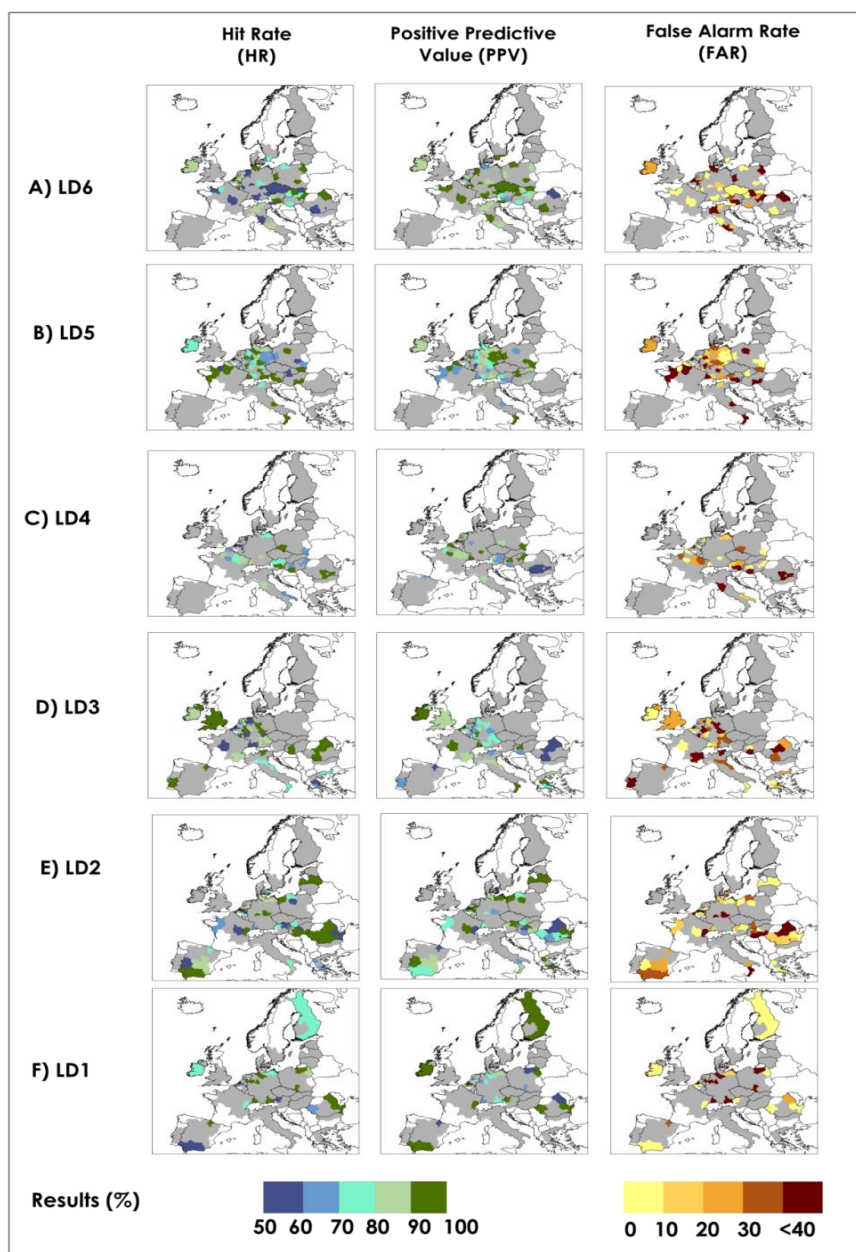 Hit Rate
(HR)
Positive Predictive
Value (PPV)
False Alarm Rate
(FAR)
A) LD6
B) LD5
C) LD4
D) LD3
E) LD2
F) LD1
Results (%)
50 60 70 80 90 100
0 10 20 30 <40